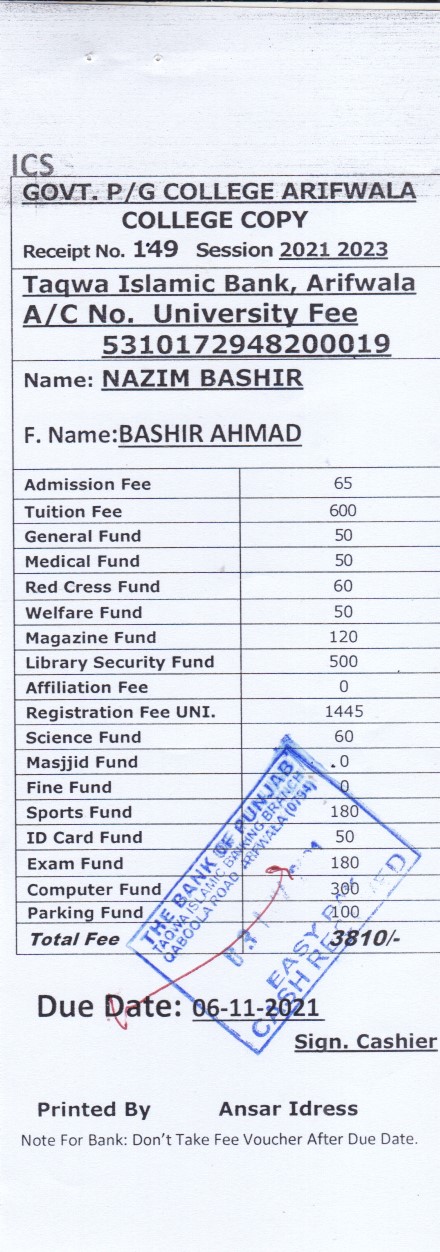 ICS
GOVT. P/G COLLEGE ARIFWALA
COLLEGE COPY
Receipt No. 149 Session 2021 2023
Taqwa Islamic Bank, Arifwala
A/C No. University Fee
5310172948200019
Name: NAZIM BASHIR
F. Name:BASHIR AHMAD
Admission Fee 65
Tuition Fee 600
General Fund 50
Medical Fund 50
Red Cress Fund 60
Welfare Fund 50
Magazine Fund 120
Library Security Fund 500
Affiliation Fee 0
Registration Fee UNI. 1445
Science Fund 60
Masjjid Fund 0
Fine Fund 0
Sports Fund 180
ID Card Fund 50
Exam Fund 180
Computer Fund 300
Parking Fund 100
Total Fee 3810/-
THE BANK OF PUNJAB
TAQWA ISLAMIC BANKING BRANCH
QABOOLA ROAD ARIFWALA (0794)
CASH RECEIVED
Due Date: 06-11-2021
Sign. Cashier
Printed By Ansar Idress
Note For Bank: Don't Take Fee Voucher After Due Date.